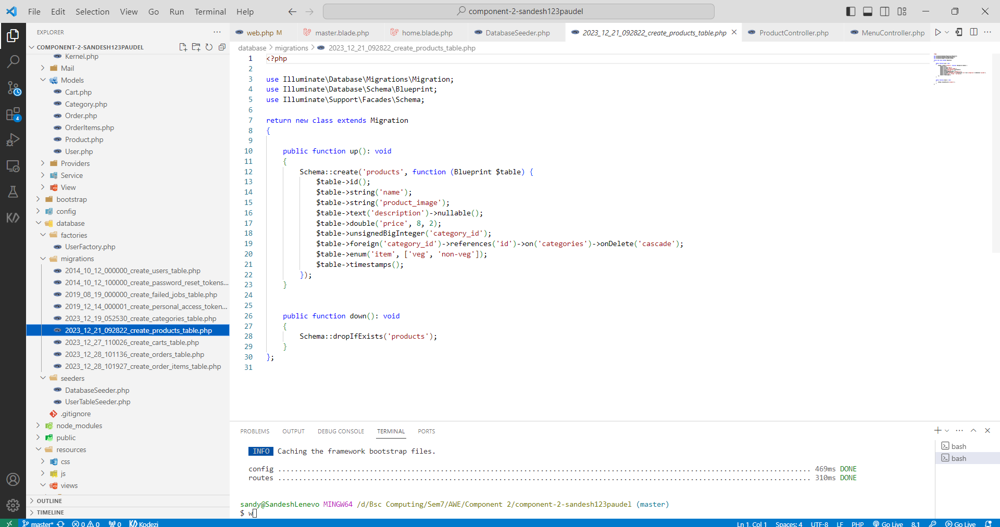 File Edit Selection View Go Run Terminal Help
component-2-sandesh123paudel
EXPLORER
COMPONENT-2-SANDESH123PAUDEL
Kernel.php
Mail
Models
Cart.php
Category.php
Order.php
OrderItems.php
Product.php
User.php
Providers
Service
View
bootstrap
config
database
factories
UserFactory.php
migrations
2014_10_12_000000_create_users_table.php
2014_10_12_100000_create_password_reset_tokens...
2019_08_19_000000_create_failed_jobs_table.php
2019_12_14_000001_create_personal_access_token...
2023_12_19_052530_create_categories_table.php
2023_12_21_092822_create_products_table.php
2023_12_27_110026_create_carts_table.php
2023_12_28_101136_create_orders_table.php
2023_12_28_101927_create_order_items_table.php
seeders
DatabaseSeeder.php
UserTableSeeder.php
.gitignore
node_modules
public
resources
css
js
views
OUTLINE
TIMELINE
4
web.php M
master.blade.php
home.blade.php
DatabaseSeeder.php
2023_12_21_092822_create_products_table.php
ProductController.php
MenuController.php
database > migrations > 2023_12_21_092822_create_products_table.php
1 <?php
2
3 use Illuminate\Database\Migrations\Migration;
4 use Illuminate\Database\Schema\Blueprint;
5 use Illuminate\Support\Facades\Schema;
6
7 return new class extends Migration
8 {
9
10 public function up(): void
11 {
12 Schema::create('products', function (Blueprint $table) {
13 $table->id();
14 $table->string('name');
15 $table->string('product_image');
16 $table->text('description')->nullable();
17 $table->double('price', 8, 2);
18 $table->unsignedBigInteger('category_id');
19 $table->foreign('category_id')->references('id')->on('categories')->onDelete('cascade');
20 $table->enum('item', ['veg', 'non-veg']);
21 $table->timestamps();
22 });
23 }
24
25
26 public function down(): void
27 {
28 Schema::dropIfExists('products');
29 }
30 };
31
PROBLEMS OUTPUT DEBUG CONSOLE TERMINAL PORTS
INFO Caching the framework bootstrap files.
config ................................................................................................................................ 469ms DONE
routes ................................................................................................................................ 310ms DONE
sandy@SandeshLenevo MINGW64 /d/Bsc Computing/Sem7/AWE/Component 2/component-2-sandesh123paudel (master)
$ w
bash
bash
master* 0 0 0 Kodezi
Ln 1, Col 1 Spaces: 4 UTF-8 LF PHP Go Live 8.1 Go Live